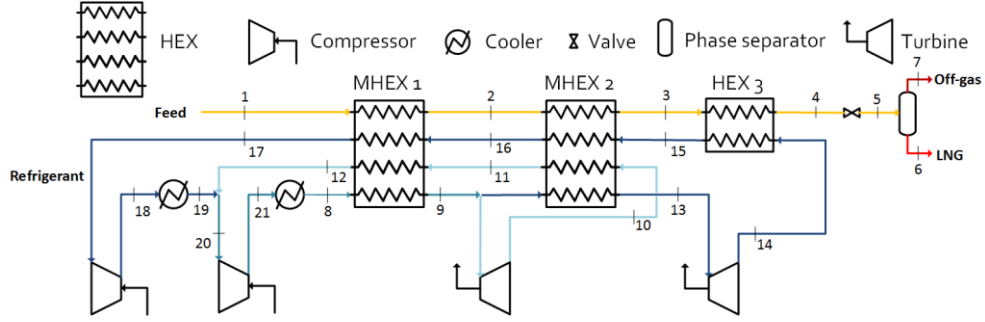 HEX
Compressor
Cooler
Valve
Phase separator
Turbine
MHEX 1
MHEX 2
HEX 3
7
Off-gas
Feed
1
2
3
4
5
17
16
15
6
LNG
Refrigerant
12
11
18
19
21
8
9
10
13
20
14